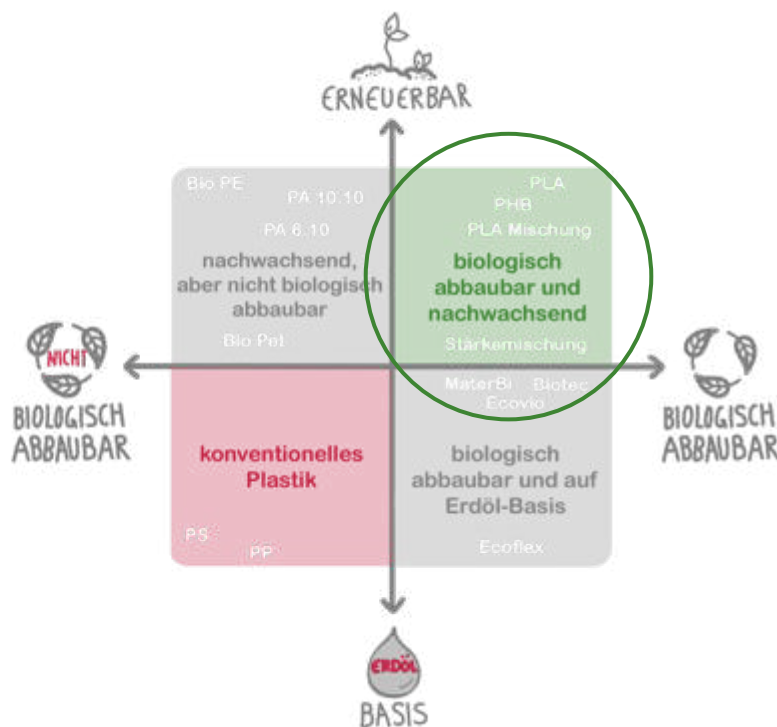 ERNEUERBAR
Bio PE
PA 10.10
PA 6.10
nachwachsend,
aber nicht biologisch
abbaubar
Bio Pet
PLA
PHB
PLA Mischung
biologisch
abbaubar und
nachwachsend
Stärkemischung
NICHT
BIOLOGISCH
ABBAUBAR
BIOLOGISCH
ABBAUBAR
konventionelles
Plastik
PS
PP
MaterBi Biotec
Ecovio
biologisch
abbaubar und auf
Erdöl-Basis
Ecoflex
ERDÖL
BASIS